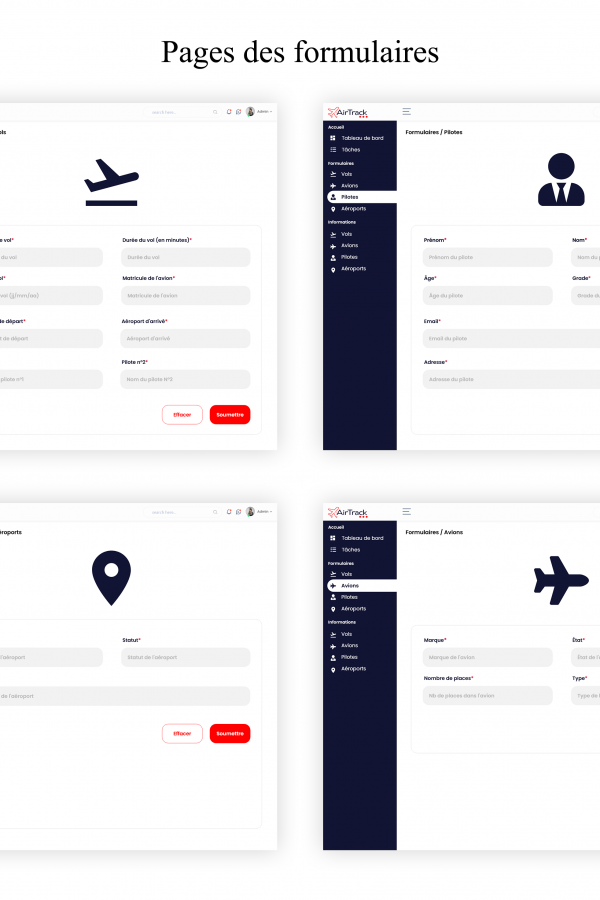 Pages des formulaires
Admin
ols
e vol*
Durée du vol (en minutes)*
du vol
Durée du vol
ol*
Matricule de l'avion*
vol (jj/mm/aa)
Matricule de l'avion
de départ*
Aéroport d'arrivé*
t de départ
Aéroport d'arrivé
Pilote n°2*
pilote n°1
Nom du pilote N°2
Effacer
Soumettre
AirTrack
Accueil
Formulaires / Pilotes
Tableau de bord
Tâches
Formulaires
Vols
Avions
Pilotes
Aéroports
Informations
Vols
Avions
Pilotes
Aéroports
Prénom*
Nom*
Prénom du pilote
Nom du p
Âge*
Grade*
Âge du pilote
Grade du
Email*
Email du pilote
Adresse*
Adresse du pilote
Admin
éroports
Statut*
l'aéroport
Statut de l'aéroport
de l'aéroport
Effacer
Soumettre
AirTrack
Accueil
Formulaires / Avions
Tableau de bord
Tâches
Formulaires
Vols
Avions
Pilotes
Aéroports
Informations
Vols
Avions
Pilotes
Aéroports
Marque*
État*
Marque de l'avion
État de l'a
Nombre de places*
Type*
Nb de places dans l'avion
Type de l